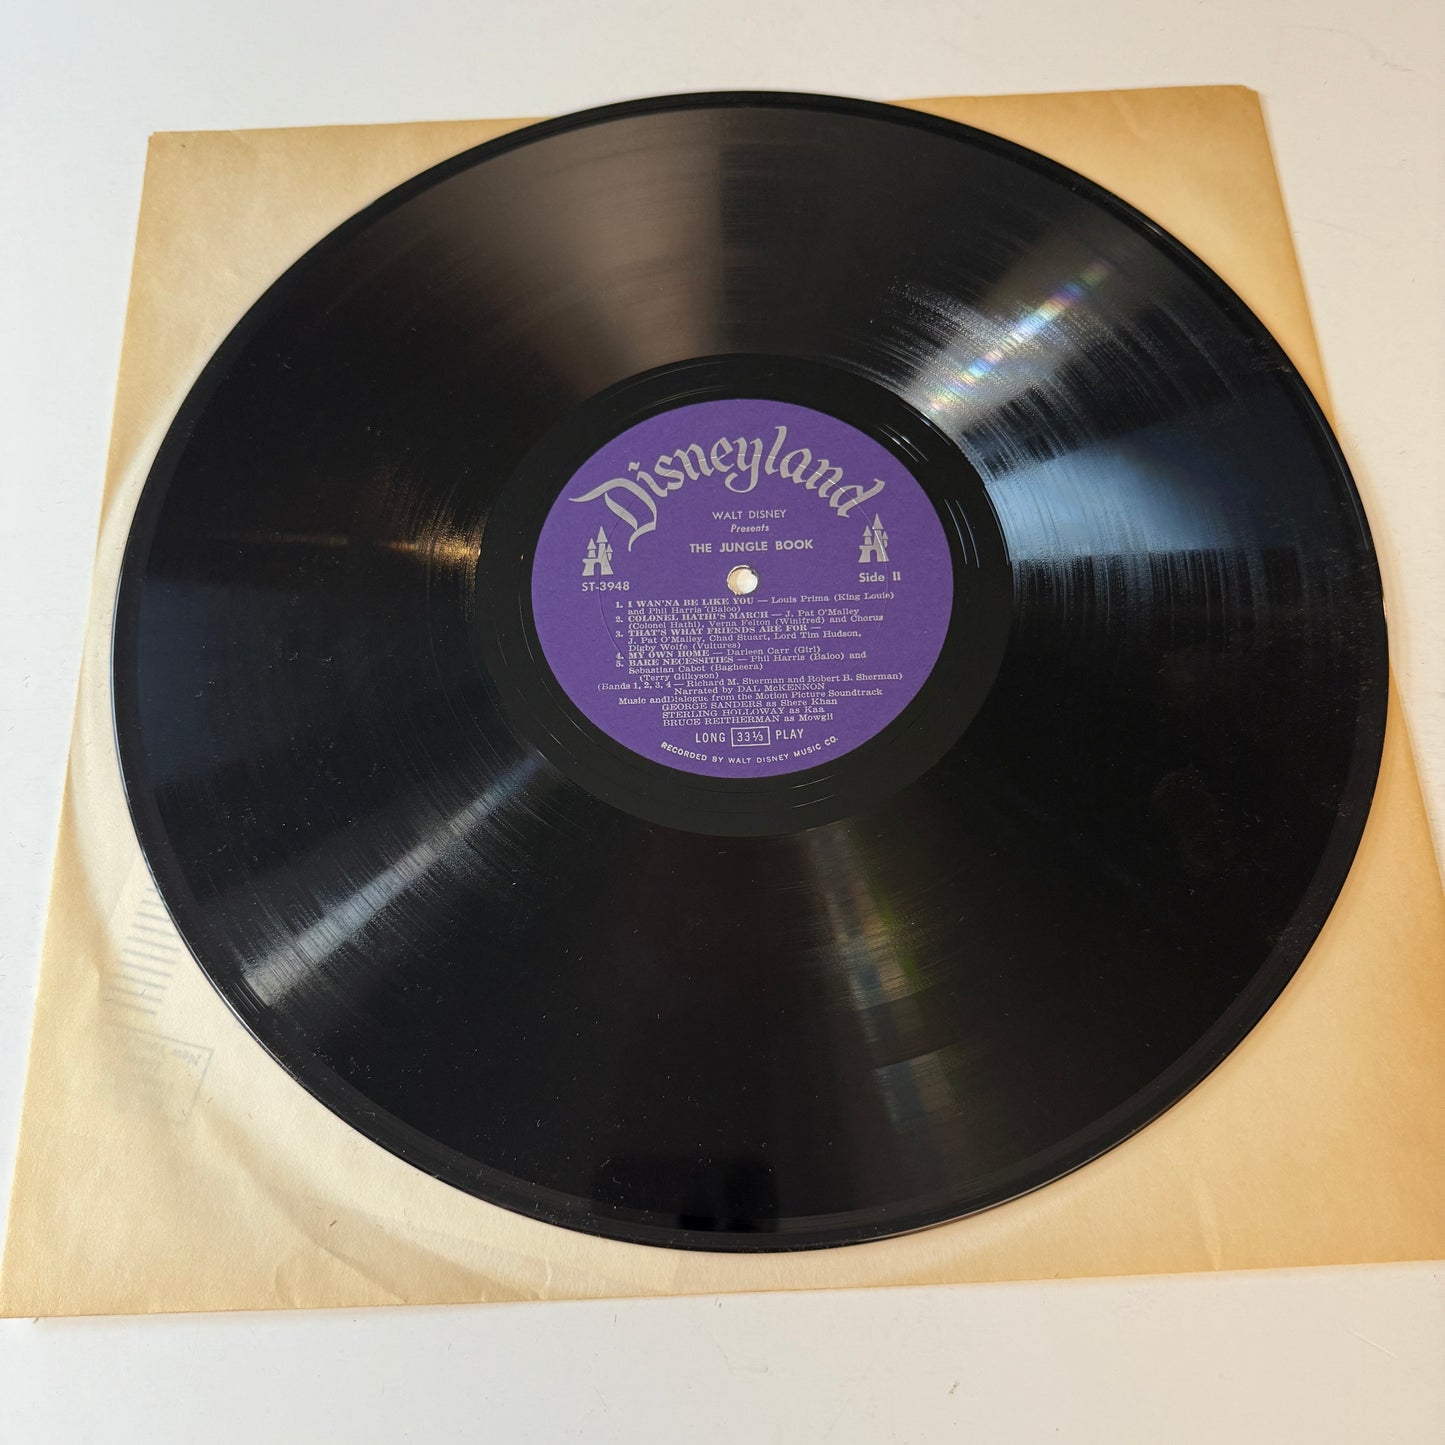 Disneyland
WALT DISNEY
Presents
THE JUNGLE BOOK
ST-3948
Side II
1. I WAN'NA BE LIKE YOU — Louis Prima (King Louie)
and Phil Harris (Baloo)
2. COLONEL HATHI'S MARCH — J. Pat O'Malley
(Colonel Hathi), Verna Felton (Winifred) and Chorus
3. THAT'S WHAT FRIENDS ARE FOR —
J. Pat O'Malley, Chad Stuart, Lord Tim Hudson,
Digby Wolfe (Vultures)
4. MY OWN HOME — Darleen Carr (Girl)
5. BARE NECESSITIES — Phil Harris (Baloo) and
Sebastian Cabot (Bagheera)
(Terry Gilkyson)
(Bands 1, 2, 3, 4 — Richard M. Sherman and Robert B. Sherman)
Narrated by DAL McKENNON
Music and Dialogue from the Motion Picture Soundtrack
GEORGE SANDERS as Shere Khan
STERLING HOLLOWAY as Kaa
BRUCE REITHERMAN as Mowgli
LONG 33⅓ PLAY
RECORDED BY WALT DISNEY MUSIC CO.